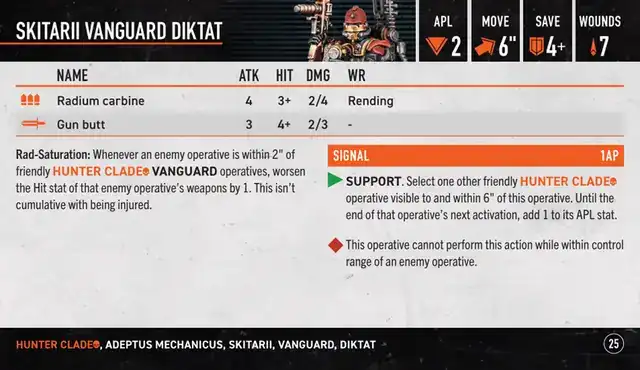 SKITARII VANGUARD DIKTAT
APL MOVE SAVE WOUNDS
2 6" 4+ 7
NAME ATK HIT DMG WR
Radium carbine 4 3+ 2/4 Rending
Gun butt 3 4+ 2/3 -
Rad-Saturation: Whenever an enemy operative is within 2" of
friendly HUNTER CLADE VANGUARD operatives, worsen
the Hit stat of that enemy operative's weapons by 1. This isn't
cumulative with being injured.
SIGNAL 1AP
SUPPORT. Select one other friendly HUNTER CLADE
operative visible to and within 6" of this operative. Until the
end of that operative's next activation, add 1 to its APL stat.
This operative cannot perform this action while within control
range of an enemy operative.
HUNTER CLADE, ADEPTUS MECHANICUS, SKITARII, VANGUARD, DIKTAT
25